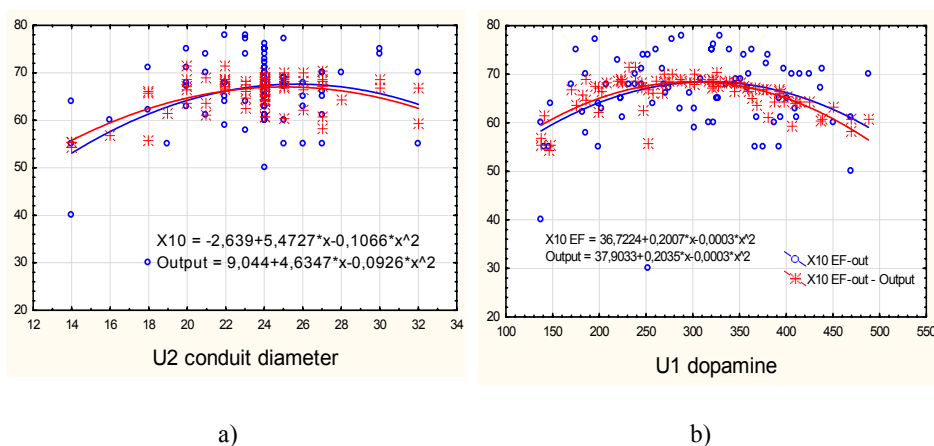 80
70
60
50
40
30
20
X10 = -2,639+5,4727*x-0,1066*x^2
Output = 9,044+4,6347*x-0,0926*x^2
12 14 16 18 20 22 24 26 28 30 32 34
U2 conduit diameter
a)
80
70
60
50
40
30
20
X10 EF = 36,7224+0,2007*x-0,0003*x^2
Output = 37,9033+0,2035*x-0,0003*x^2
X10 EF-out
X10 EF-out - Output
100 150 200 250 300 350 400 450 500 550
U1 dopamine
b)